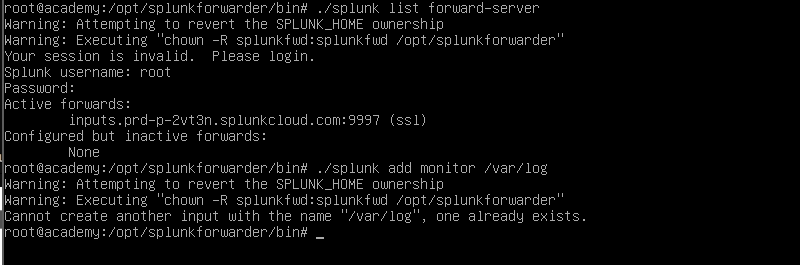 root@academy:/opt/splunkforwarder/bin# ./splunk list forward-server
Warning: Attempting to revert the SPLUNK_HOME ownership
Warning: Executing "chown -R splunkfwd:splunkfwd /opt/splunkforwarder"
Your session is invalid.  Please login.
Splunk username: root
Password:
Active forwards:
        inputs.prd-p-2vt3n.splunkcloud.com:9997 (ssl)
Configured but inactive forwards:
        None
root@academy:/opt/splunkforwarder/bin# ./splunk add monitor /var/log
Warning: Attempting to revert the SPLUNK_HOME ownership
Warning: Executing "chown -R splunkfwd:splunkfwd /opt/splunkforwarder"
Cannot create another input with the name "/var/log", one already exists.
root@academy:/opt/splunkforwarder/bin# _